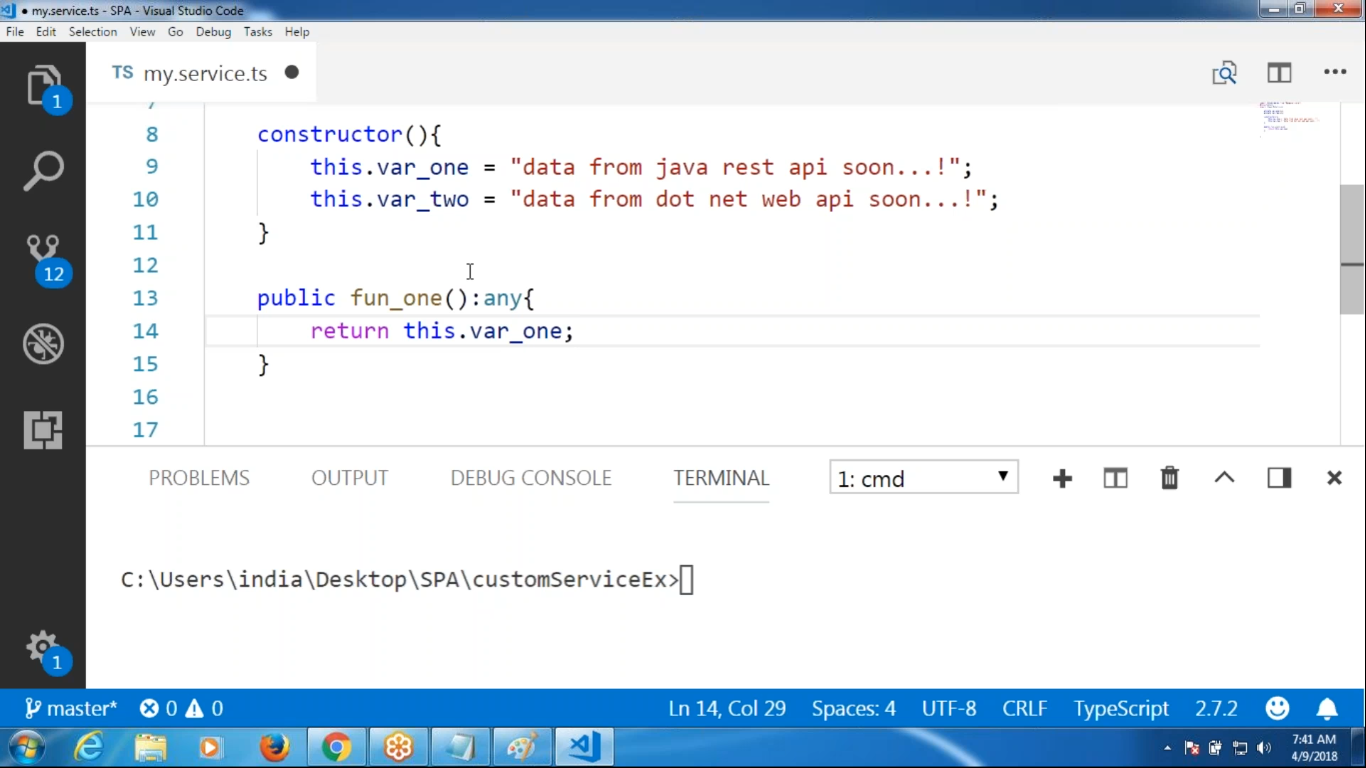 ● my.service.ts - SPA - Visual Studio Code
File Edit Selection View Go Debug Tasks Help
1
TS my.service.ts ●
8 constructor(){
9 this.var_one = "data from java rest api soon...!";
10 this.var_two = "data from dot net web api soon...!";
11 }
12
12
13 public fun_one():any{
14 return this.var_one;
15 }
16
17
PROBLEMS OUTPUT DEBUG CONSOLE TERMINAL 1: cmd
C:\Users\india\Desktop\SPA\customServiceEx>
1
master* 0 0 Ln 14, Col 29 Spaces: 4 UTF-8 CRLF TypeScript 2.7.2
7:41 AM
4/9/2018